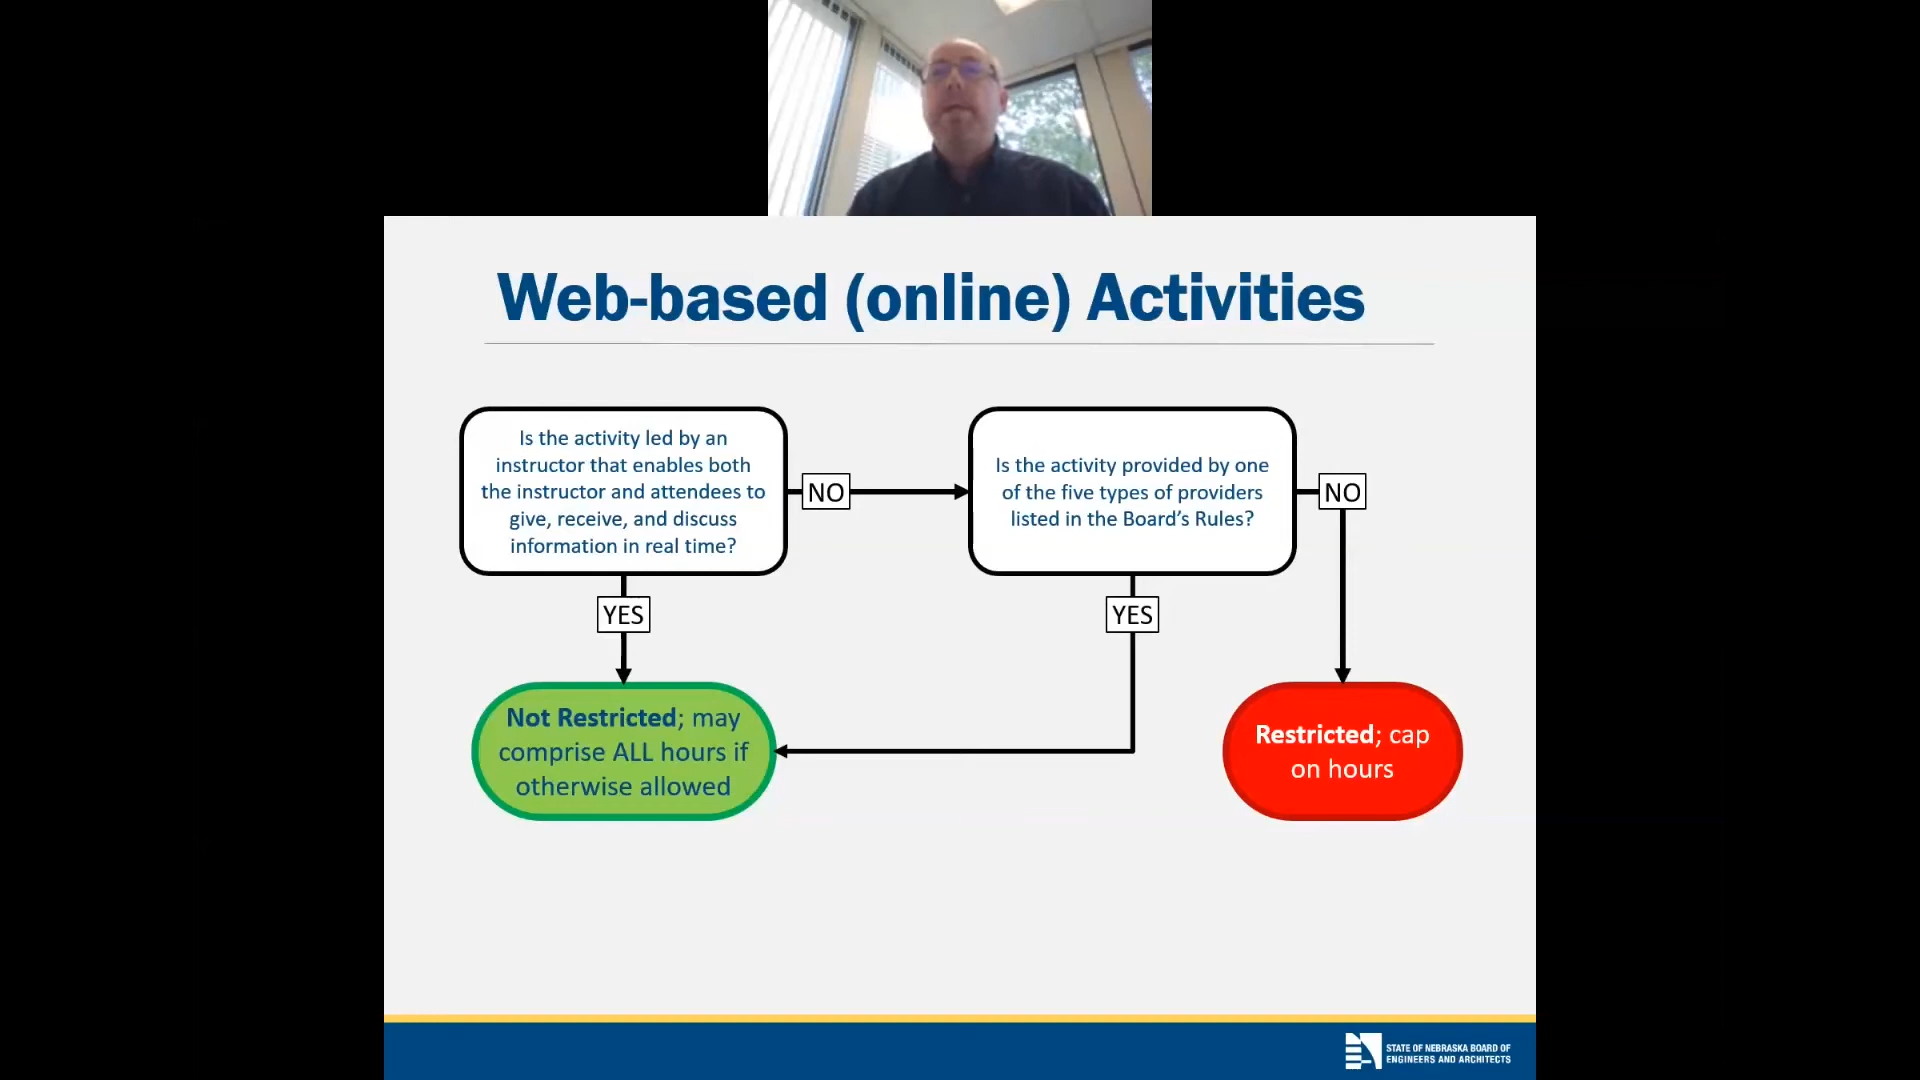 Web-based (online) Activities
Is the activity led by an
instructor that enables both
the instructor and attendees to
give, receive, and discuss
information in real time?
NO
Is the activity provided by one
of the five types of providers
listed in the Board’s Rules?
NO
YES
YES
Not Restricted; may
comprise ALL hours if
otherwise allowed
Restricted; cap
on hours
STATE OF NEBRASKA BOARD OF
ENGINEERS AND ARCHITECTS